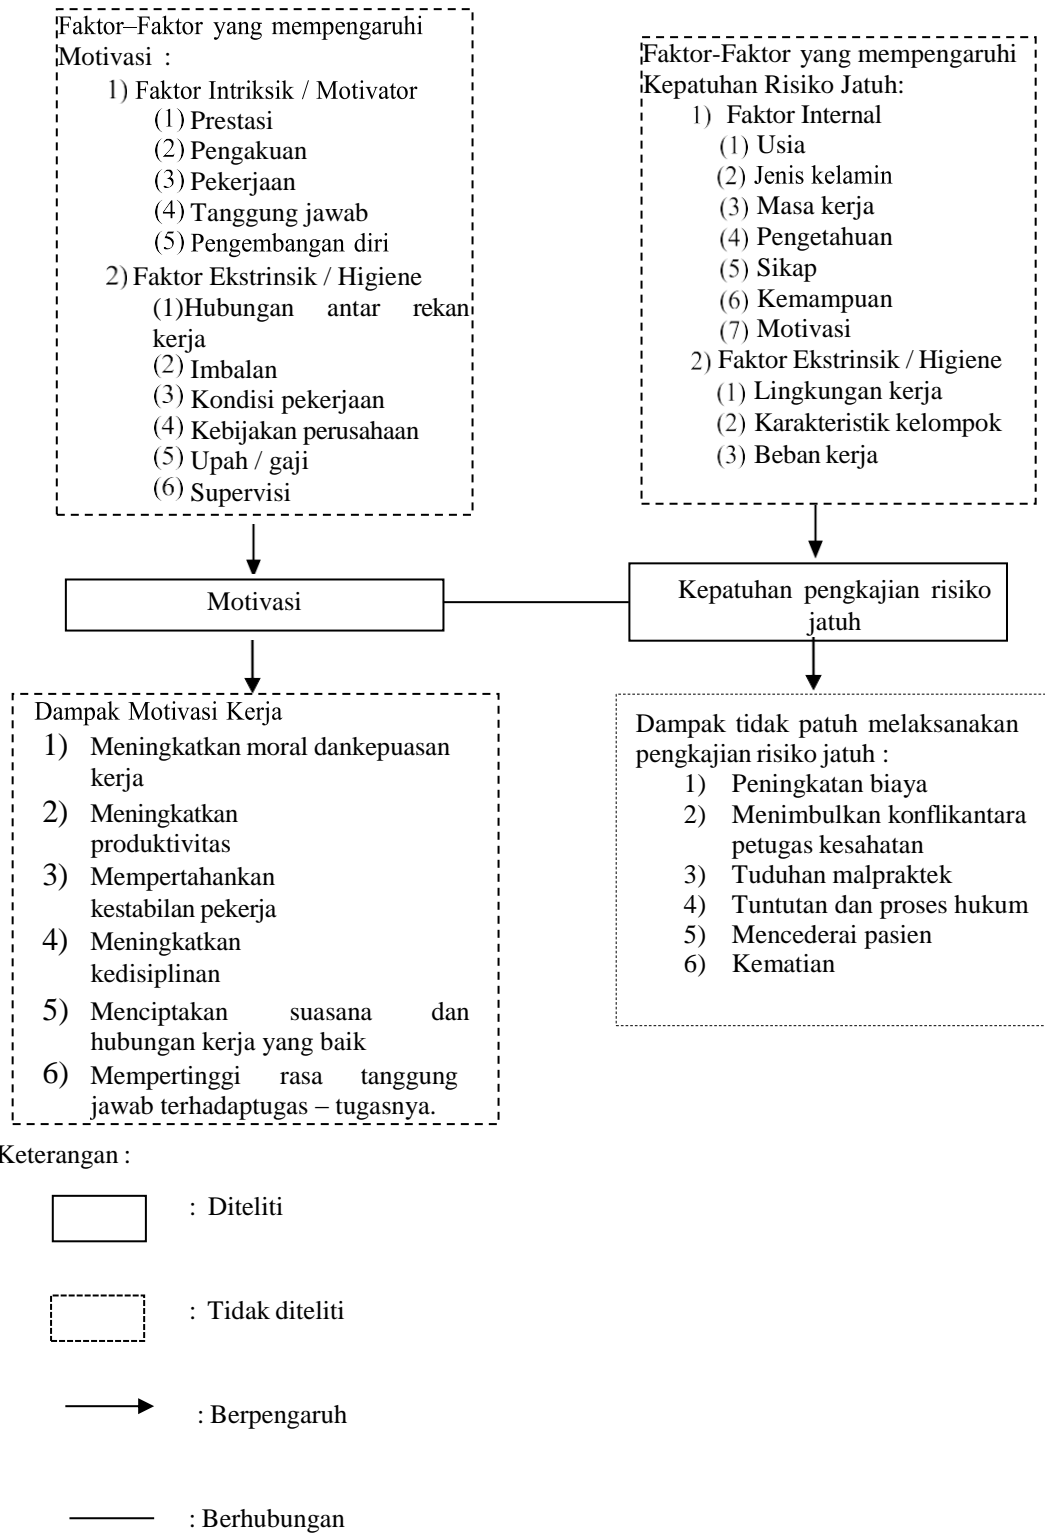 Faktor–Faktor yang mempengaruhi
Motivasi :
1) Faktor Intriksik / Motivator
(1) Prestasi
(2) Pengakuan
(3) Pekerjaan
(4) Tanggung jawab
(5) Pengembangan diri
2) Faktor Ekstrinsik / Higiene
(1)Hubungan antar rekan
kerja
(2) Imbalan
(3) Kondisi pekerjaan
(4) Kebijakan perusahaan
(5) Upah / gaji
(6) Supervisi
Faktor-Faktor yang mempengaruhi
Kepatuhan Risiko Jatuh:
1) Faktor Internal
(1) Usia
(2) Jenis kelamin
(3) Masa kerja
(4) Pengetahuan
(5) Sikap
(6) Kemampuan
(7) Motivasi
2) Faktor Ekstrinsik / Higiene
(1) Lingkungan kerja
(2) Karakteristik kelompok
(3) Beban kerja
Motivasi
Kepatuhan pengkajian risiko
jatuh
Dampak Motivasi Kerja
1) Meningkatkan moral dankepuasan
kerja
2) Meningkatkan
produktivitas
3) Mempertahankan
kestabilan pekerja
4) Meningkatkan
kedisiplinan
5) Menciptakan suasana dan
hubungan kerja yang baik
6) Mempertinggi rasa tanggung
jawab terhadaptugas – tugasnya.
Dampak tidak patuh melaksanakan
pengkajian risiko jatuh :
1) Peningkatan biaya
2) Menimbulkan konflikantara
petugas kesahatan
3) Tuduhan malpraktek
4) Tuntutan dan proses hukum
5) Mencederai pasien
6) Kematian
Keterangan :
: Diteliti
: Tidak diteliti
: Berpengaruh
: Berhubungan